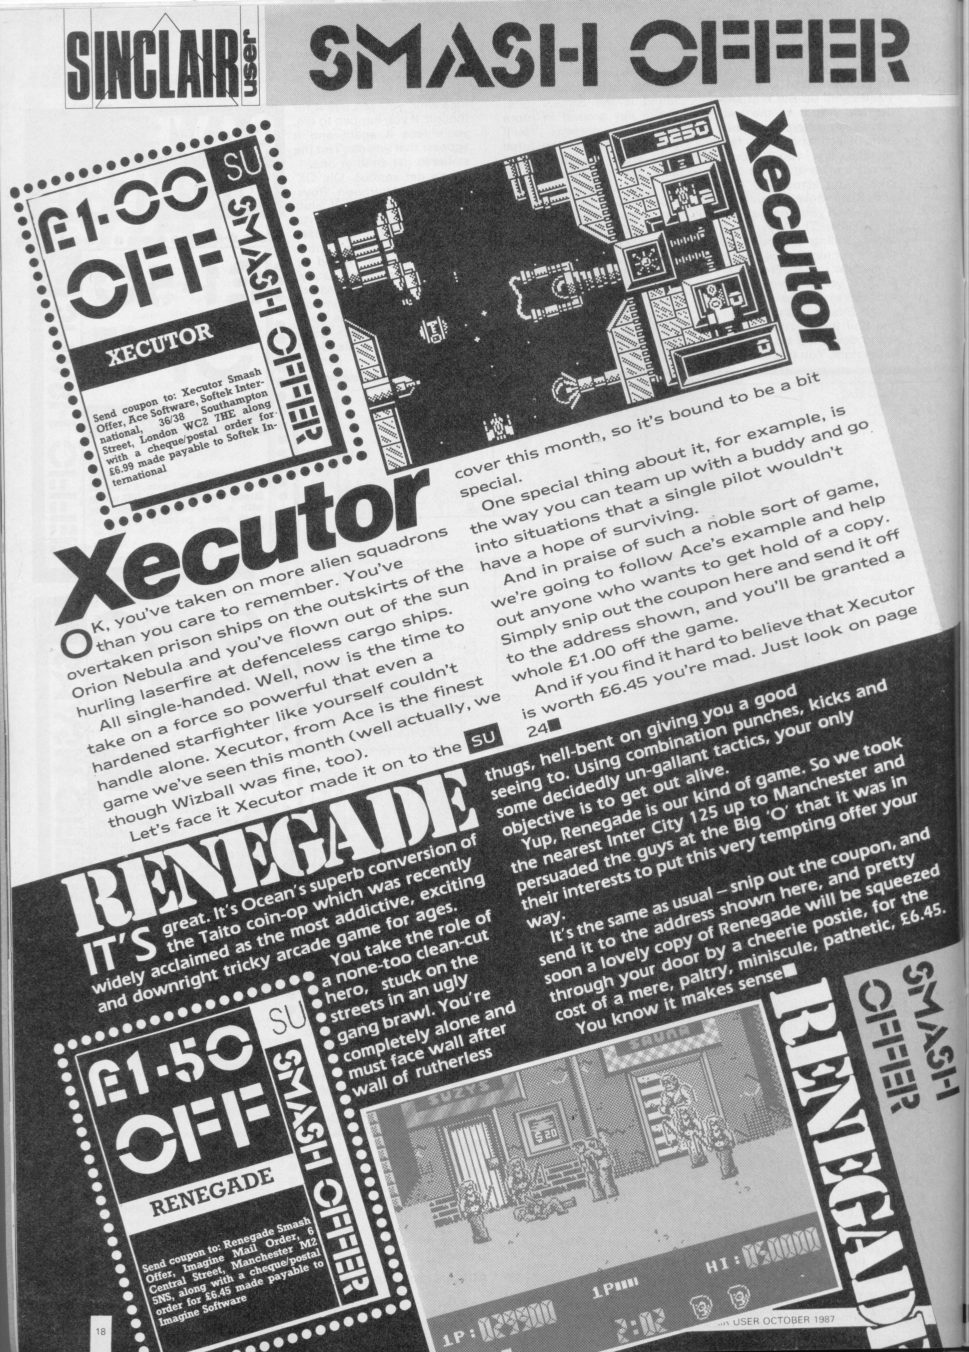 SINCLAIR user
SMASH OFFER
£1·00
OFF
SU
SMASH OFFER
XECUTOR
Send coupon to: Xecutor Smash
Offer, Ace Software, Softek Inter-
national, 36/38 Southampton
Street, London WC2 7HE along
with a cheque/postal order for
£6.99 made payable to Softek In-
ternational
3250
2
0
0
Xecutor
Xecutor
OK, you've taken on more alien squadrons
than you care to remember. You've
overtaken prison ships on the outskirts of the
Orion Nebula and you've flown out of the sun
hurling laserfire at defenceless cargo ships.
All single-handed. Well, now is the time to
take on a force so powerful that even a
hardened starfighter like yourself couldn't
handle alone. Xecutor, from Ace is the finest
game we've seen this month (well actually, we
though Wizball was fine, too).
Let's face it Xecutor made it on to the SU
cover this month, so it's bound to be a bit
special.
One special thing about it, for example, is
the way you can team up with a buddy and go
into situations that a single pilot wouldn't
have a hope of surviving.
And in praise of such a noble sort of game,
we're going to follow Ace's example and help
out anyone who wants to get hold of a copy.
Simply snip out the coupon here and send it off
to the address shown, and you'll be granted a
whole £1.00 off the game.
And if you find it hard to believe that Xecutor
is worth £6.45 you're mad. Just look on page
24■
RENEGADE
IT'S great. It's Ocean's superb conversion of
the Taito coin-op which was recently
widely acclaimed as the most addictive, exciting
and downright tricky arcade game for ages.
You take the role of
a none-too clean-cut
hero, stuck on the
streets in an ugly
gang brawl. You're
completely alone and
must face wall after
wall of rutherless
thugs, hell-bent on giving you a good
seeing to. Using combination punches, kicks and
some decidedly un-gallant tactics, your only
objective is to get out alive.
Yup, Renegade is our kind of game. So we took
the nearest Inter City 125 up to Manchester and
persuaded the guys at the Big 'O' that it was in
their interests to put this very tempting offer your
way.
It's the same as usual – snip out the coupon, and
send it to the address shown here, and pretty
soon a lovely copy of Renegade will be squeezed
through your door by a cheerie postie, for the
cost of a mere, paltry, miniscule, pathetic, £6.45.
You know it makes sense■
£1·50
OFF
SU
SMASH OFFER
RENEGADE
Send coupon to: Renegade Smash
Offer, Imagine Mail Order, 6
Central Street, Manchester M2
5NS, along with a cheque/postal
order for £6.45 made payable to
Imagine Software
SUZYS
SAUNA
$20
1P
HI:
1P:
2:02
RENEGADE
SMASH
OFFER
18
USER OCTOBER 1987